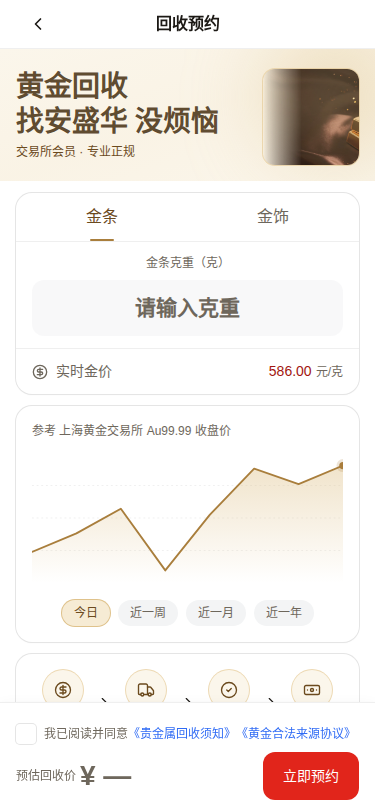 回收预约
黄金回收
找安盛华 没烦恼
交易所会员 · 专业正规
金条
金饰
金条克重（克）
请输入克重
实时金价
586.00 元/克
参考 上海黄金交易所 Au99.99 收盘价
今日
近一周
近一月
近一年
我已阅读并同意《贵金属回收须知》《黄金合法来源协议》
预估回收价 ¥ —
立即预约